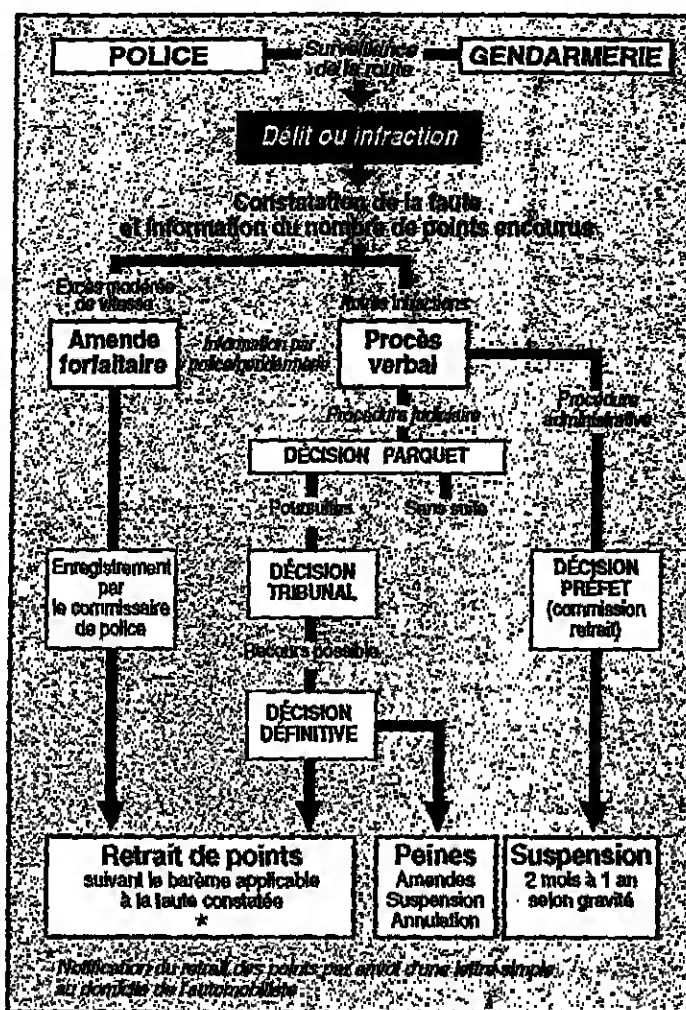 POLICE
Surveillance
de la route
GENDARMERIE
Délit ou infraction
Constatation de la faute
et information du nombre de points encourus
Excès modéré
de vitesse
Autres infractions
Amende
forfaitaire
Information par
police/gendarmerie
Procès
verbal
Procédure judiciaire
Procédure
administrative
DÉCISION PARQUET
Poursuites
Sans suite
Enregistrement
par
le commissaire
de police
DÉCISION
TRIBUNAL
DÉCISION
PRÉFET
(commission
retrait)
Recours possible
DÉCISION
DÉFINITIVE
Retrait de points
suivant le barème applicable
à la faute constatée
*
Peines
Amendes
Suspension
Annulation
Suspension
2 mois à 1 an
selon gravité
* Notification du retrait des points par envoi d'une lettre simple
au domicile de l'automobiliste